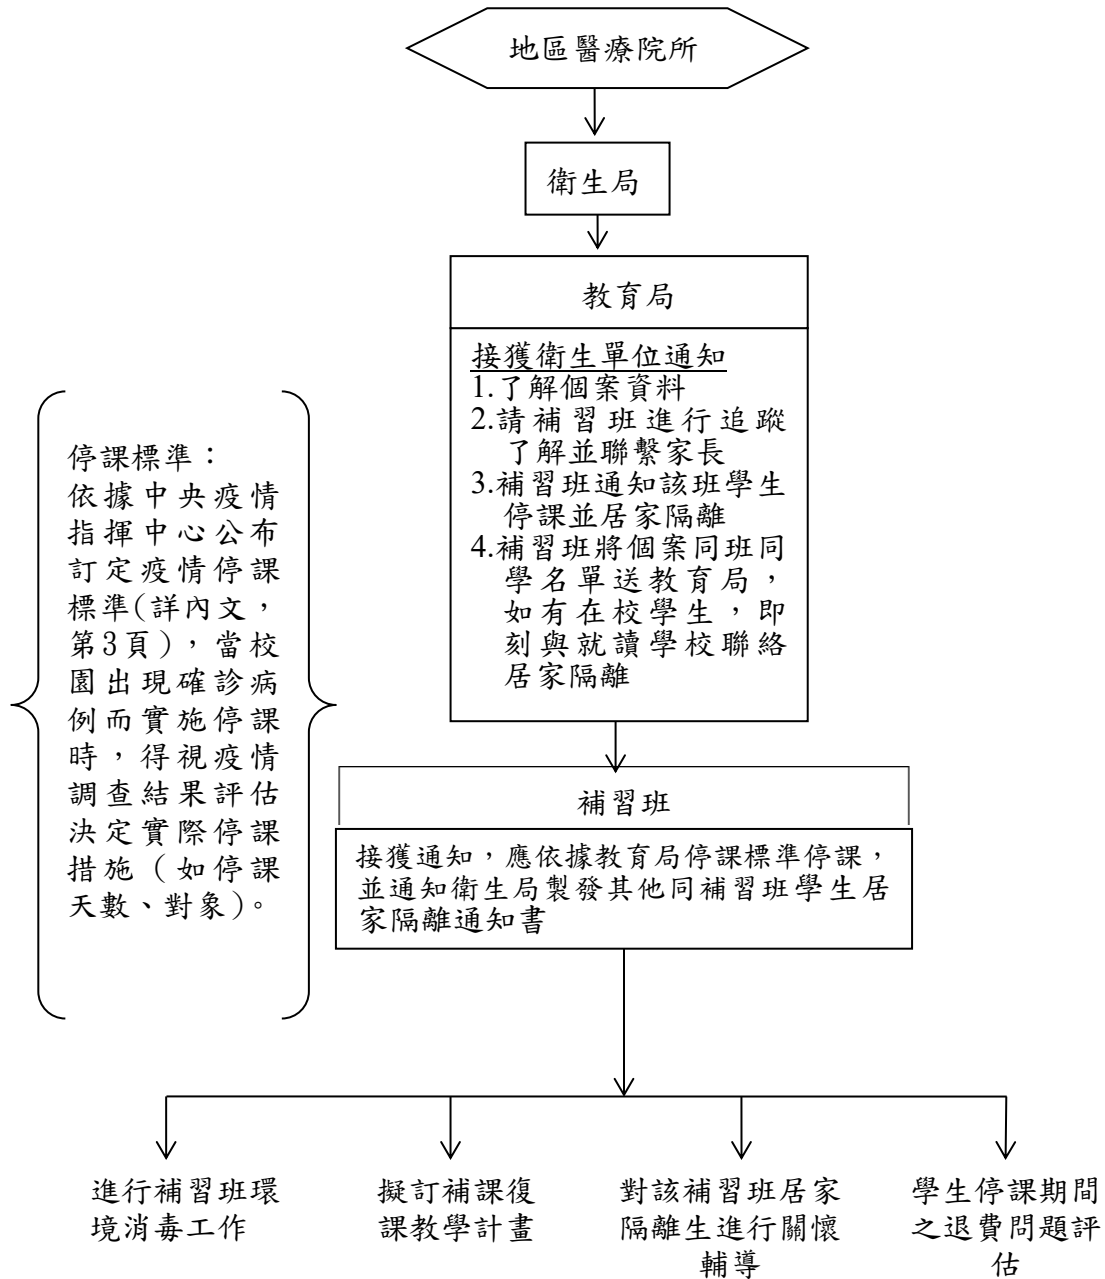 地區醫療院所
衛生局
教育局
接獲衛生單位通知
1.了解個案資料
2.請補習班進行追蹤
了解並聯繫家長
3.補習班通知該班學生
停課並居家隔離
4.補習班將個案同班同
學名單送教育局，
如有在校學生，即
刻與就讀學校聯絡
居家隔離
停課標準：
依據中央疫情
指揮中心公布
訂定疫情停課
標準(詳內文，
第3頁)，當校
園出現確診病
例而實施停課
時，得視疫情
調查結果評估
決定實際停課
措施（如停課
天數、對象)。
補習班
接獲通知，應依據教育局停課標準停課，
並通知衛生局製發其他同補習班學生居
家隔離通知書
進行補習班環
境消毒工作
擬訂補課復
課教學計畫
對該補習班居家
隔離生進行關懷
輔導
學生停課期間
之退費問題評
估